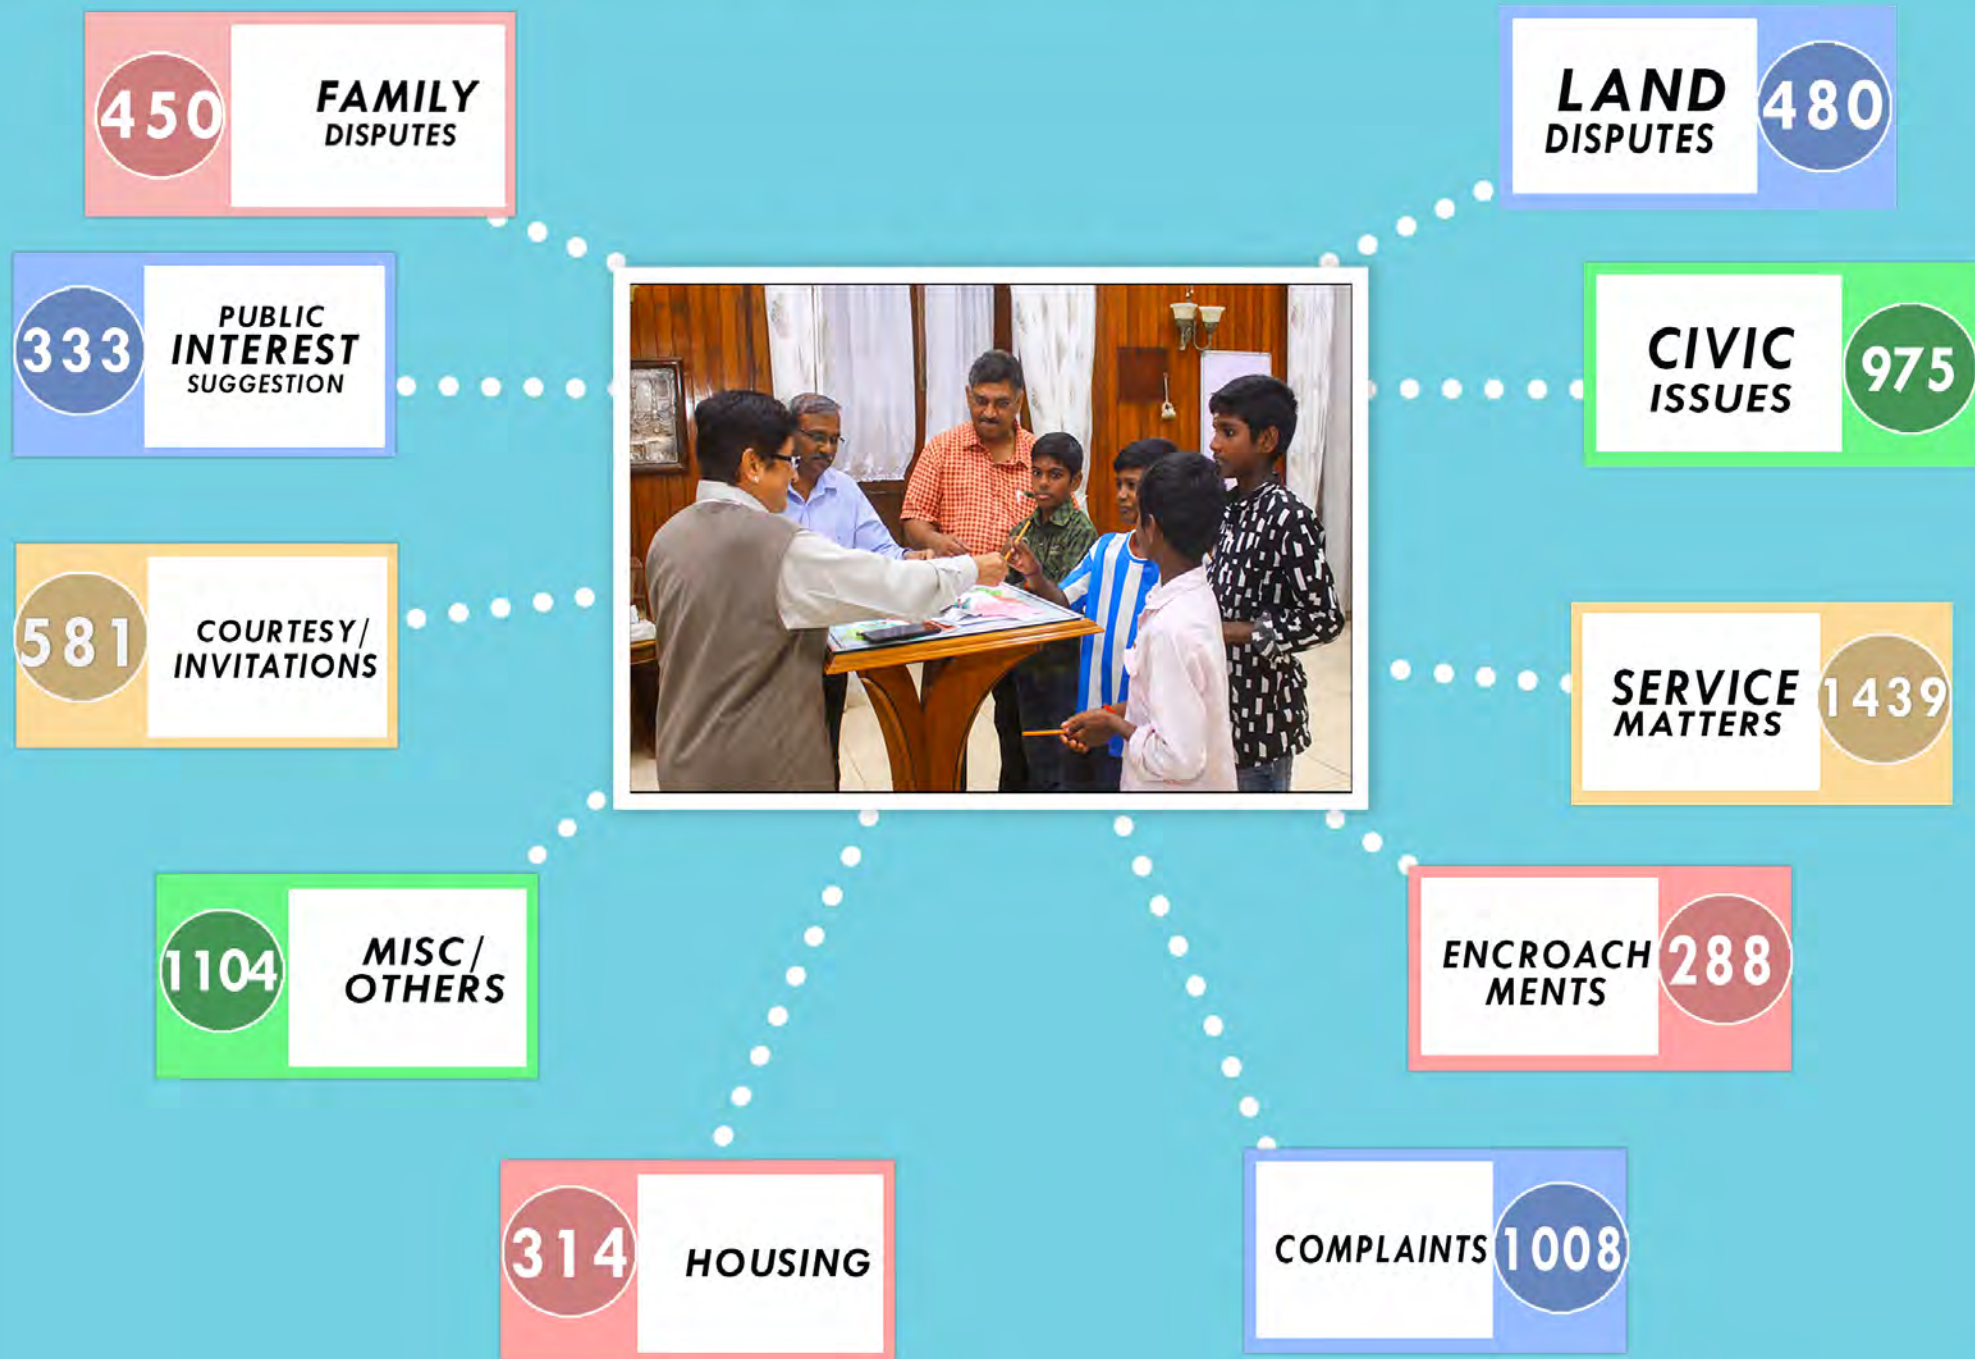 450
FAMILY
DISPUTES
LAND
DISPUTES
480
333
PUBLIC
INTEREST
SUGGESTION
CIVIC
ISSUES
975
581
COURTESY/
INVITATIONS
SERVICE
MATTERS
1439
1104
MISC/
OTHERS
ENCROACH
MENTS
288
314
HOUSING
COMPLAINTS
1008